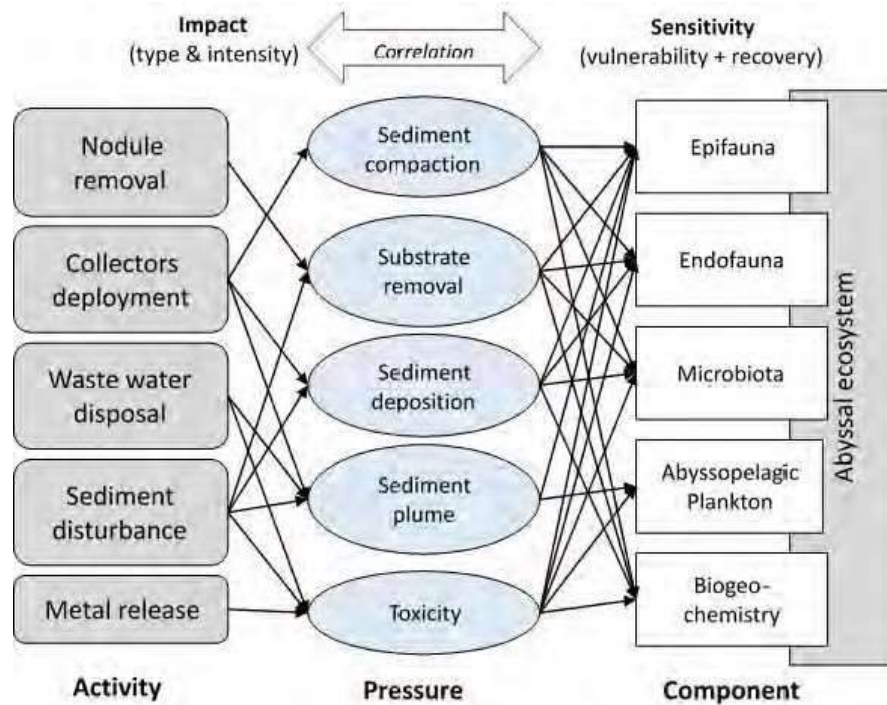 Impact
(type & intensity)
Correlation
Sensitivity
(vulnerability + recovery)
Nodule
removal
Collectors
deployment
Waste water
disposal
Sediment
disturbance
Metal release
Sediment
compaction
Substrate
removal
Sediment
deposition
Sediment
plume
Toxicity
Epifauna
Endofauna
Microbiota
Abyssopelagic
Plankton
Biogeo-
chemistry
Abyssal ecosystem
Activity
Pressure
Component